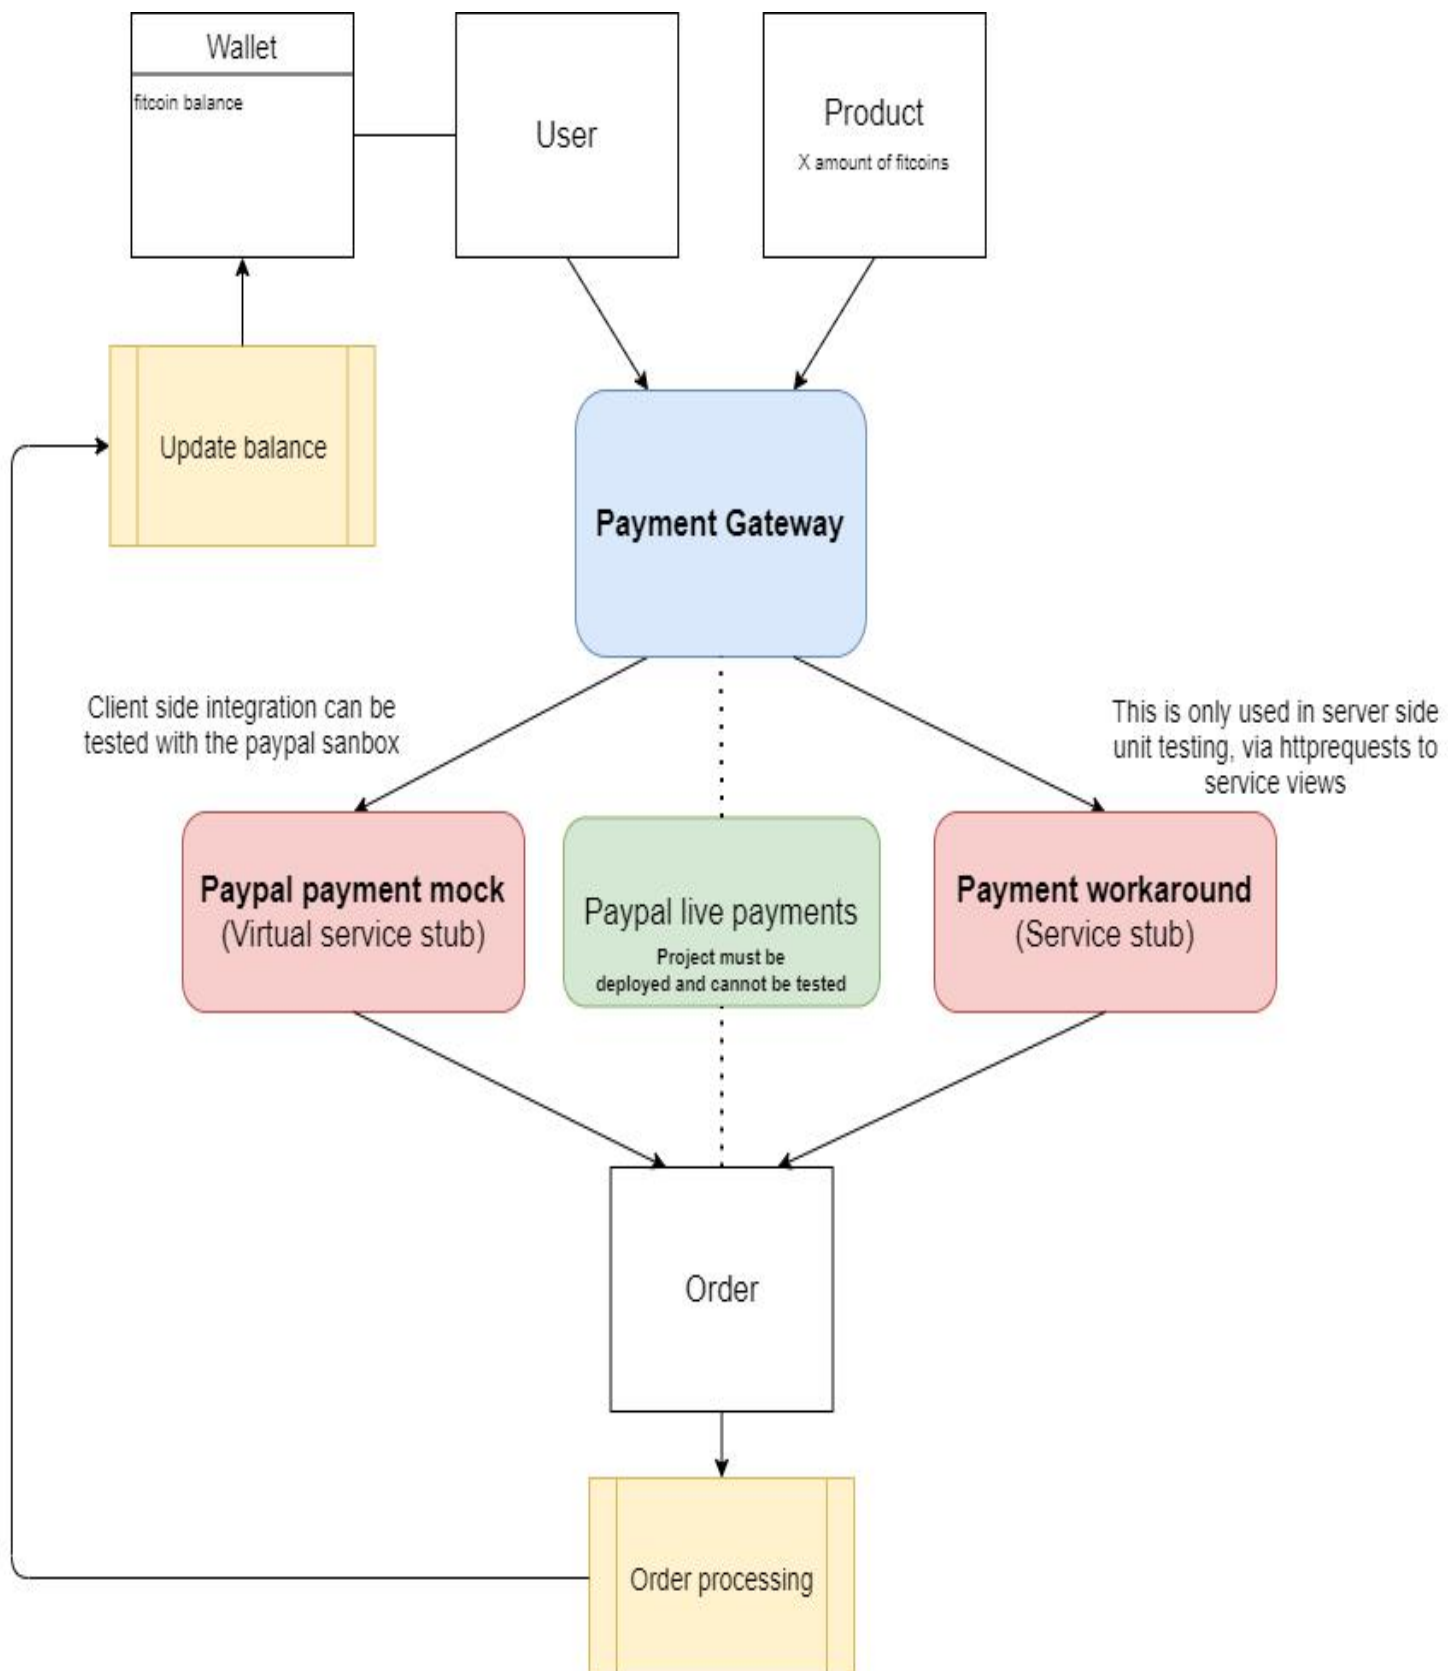 Wallet
fitcoin balance
User
Product
X amount of fitcoins
Update balance
Payment Gateway
Client side integration can be
tested with the paypal sanbox
This is only used in server side
unit testing, via httprequests to
service views
Paypal payment mock
(Virtual service stub)
Paypal live payments
Project must be
deployed and cannot be tested
Payment workaround
(Service stub)
Order
Order processing